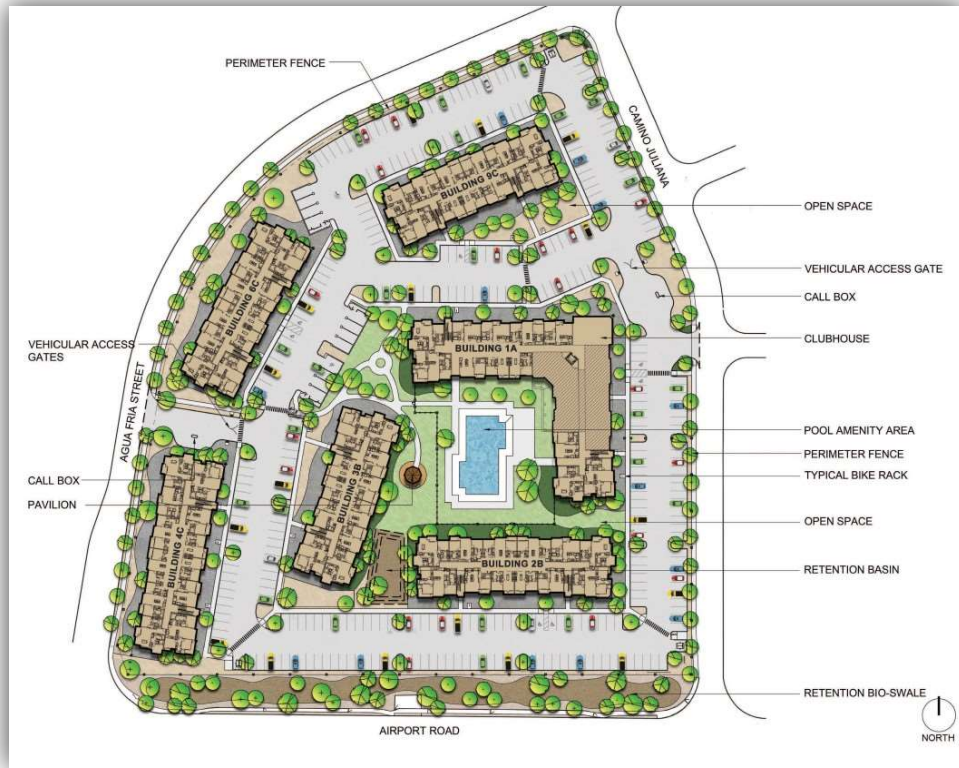 PERIMETER FENCE
CAMINO JULIANA
BUILDING 9C
OPEN SPACE
BUILDING 6C
VEHICULAR ACCESS GATE
CALL BOX
VEHICULAR ACCESS
GATES
BUILDING 1A
CLUBHOUSE
AGUA FRIA STREET
POOL AMENITY AREA
PERIMETER FENCE
CALL BOX
TYPICAL BIKE RACK
PAVILION
BUILDING 3B
OPEN SPACE
BUILDING 4C
BUILDING 2B
RETENTION BASIN
RETENTION BIO-SWALE
AIRPORT ROAD
NORTH